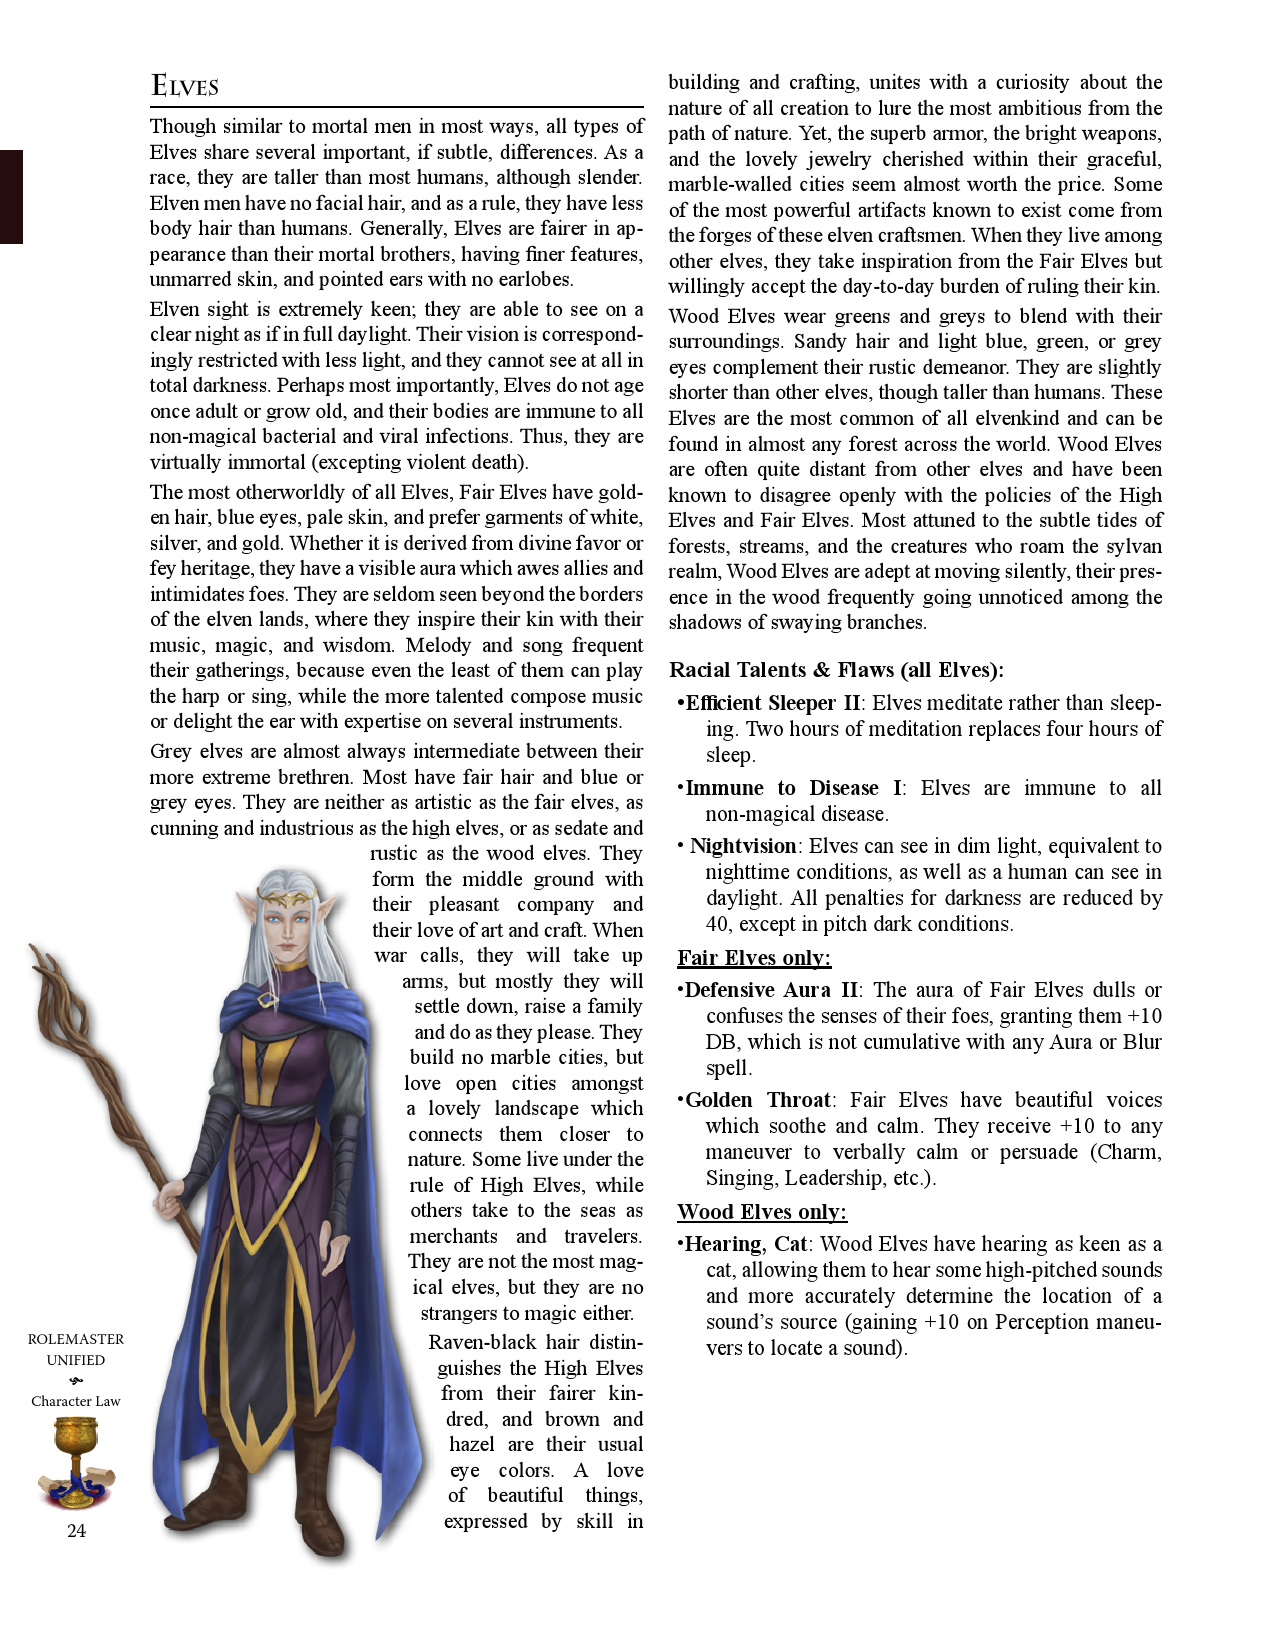 Elves
Though similar to mortal men in most ways, all types of
Elves share several important, if subtle, differences. As a
race, they are taller than most humans, although slender.
Elven men have no facial hair, and as a rule, they have less
body hair than humans. Generally, Elves are fairer in ap-
pearance than their mortal brothers, having finer features,
unmarred skin, and pointed ears with no earlobes.
Elven sight is extremely keen; they are able to see on a
clear night as if in full daylight. Their vision is correspond-
ingly restricted with less light, and they cannot see at all in
total darkness. Perhaps most importantly, Elves do not age
once adult or grow old, and their bodies are immune to all
non-magical bacterial and viral infections. Thus, they are
virtually immortal (excepting violent death).
The most otherworldly of all Elves, Fair Elves have gold-
en hair, blue eyes, pale skin, and prefer garments of white,
silver, and gold. Whether it is derived from divine favor or
fey heritage, they have a visible aura which awes allies and
intimidates foes. They are seldom seen beyond the borders
of the elven lands, where they inspire their kin with their
music, magic, and wisdom. Melody and song frequent
their gatherings, because even the least of them can play
the harp or sing, while the more talented compose music
or delight the ear with expertise on several instruments.
Grey elves are almost always intermediate between their
more extreme brethren. Most have fair hair and blue or
grey eyes. They are neither as artistic as the fair elves, as
cunning and industrious as the high elves, or as sedate and
rustic as the wood elves. They
form the middle ground with
their pleasant company and
their love of art and craft. When
war calls, they will take up
arms, but mostly they will
settle down, raise a family
and do as they please. They
build no marble cities, but
love open cities amongst
a lovely landscape which
connects them closer to
nature. Some live under the
rule of High Elves, while
others take to the seas as
merchants and travelers.
They are not the most mag-
ical elves, but they are no
strangers to magic either.
Raven-black hair distin-
guishes the High Elves
from their fairer kin-
dred, and brown and
hazel are their usual
eye colors. A love
of beautiful things,
expressed by skill in
building and crafting, unites with a curiosity about the
nature of all creation to lure the most ambitious from the
path of nature. Yet, the superb armor, the bright weapons,
and the lovely jewelry cherished within their graceful,
marble-walled cities seem almost worth the price. Some
of the most powerful artifacts known to exist come from
the forges of these elven craftsmen. When they live among
other elves, they take inspiration from the Fair Elves but
willingly accept the day-to-day burden of ruling their kin.
Wood Elves wear greens and greys to blend with their
surroundings. Sandy hair and light blue, green, or grey
eyes complement their rustic demeanor. They are slightly
shorter than other elves, though taller than humans. These
Elves are the most common of all elvenkind and can be
found in almost any forest across the world. Wood Elves
are often quite distant from other elves and have been
known to disagree openly with the policies of the High
Elves and Fair Elves. Most attuned to the subtle tides of
forests, streams, and the creatures who roam the sylvan
realm, Wood Elves are adept at moving silently, their pres-
ence in the wood frequently going unnoticed among the
shadows of swaying branches.
Racial Talents & Flaws (all Elves):
•Efficient Sleeper II: Elves meditate rather than sleep-
ing. Two hours of meditation replaces four hours of
sleep.
•Immune to Disease I: Elves are immune to all
non-magical disease.
• Nightvision: Elves can see in dim light, equivalent to
nighttime conditions, as well as a human can see in
daylight. All penalties for darkness are reduced by
40, except in pitch dark conditions.
Fair Elves only:
•Defensive Aura II: The aura of Fair Elves dulls or
confuses the senses of their foes, granting them +10
DB, which is not cumulative with any Aura or Blur
spell.
•Golden Throat: Fair Elves have beautiful voices
which soothe and calm. They receive +10 to any
maneuver to verbally calm or persuade (Charm,
Singing, Leadership, etc.).
Wood Elves only:
•Hearing, Cat: Wood Elves have hearing as keen as a
cat, allowing them to hear some high-pitched sounds
and more accurately determine the location of a
sound's source (gaining +10 on Perception maneu-
vers to locate a sound).
ROLEMASTER
UNIFIED
Character Law
24